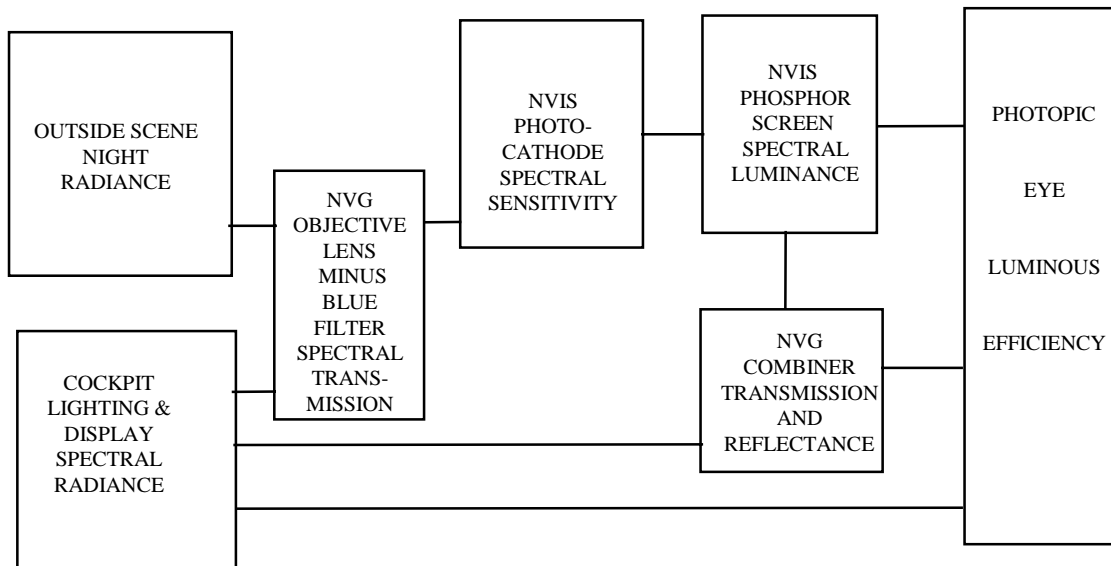 OUTSIDE SCENE
NIGHT
RADIANCE
COCKPIT
LIGHTING &
DISPLAY
SPECTRAL
RADIANCE
NVG
OBJECTIVE
LENS
MINUS
BLUE
FILTER
SPECTRAL
TRANS-
MISSION
NVIS
PHOTO-
CATHODE
SPECTRAL
SENSITIVITY
NVIS
PHOSPHOR
SCREEN
SPECTRAL
LUMINANCE
NVG
COMBINER
TRANSMISSION
AND
REFLECTANCE
PHOTOPIC
EYE
LUMINOUS
EFFICIENCY